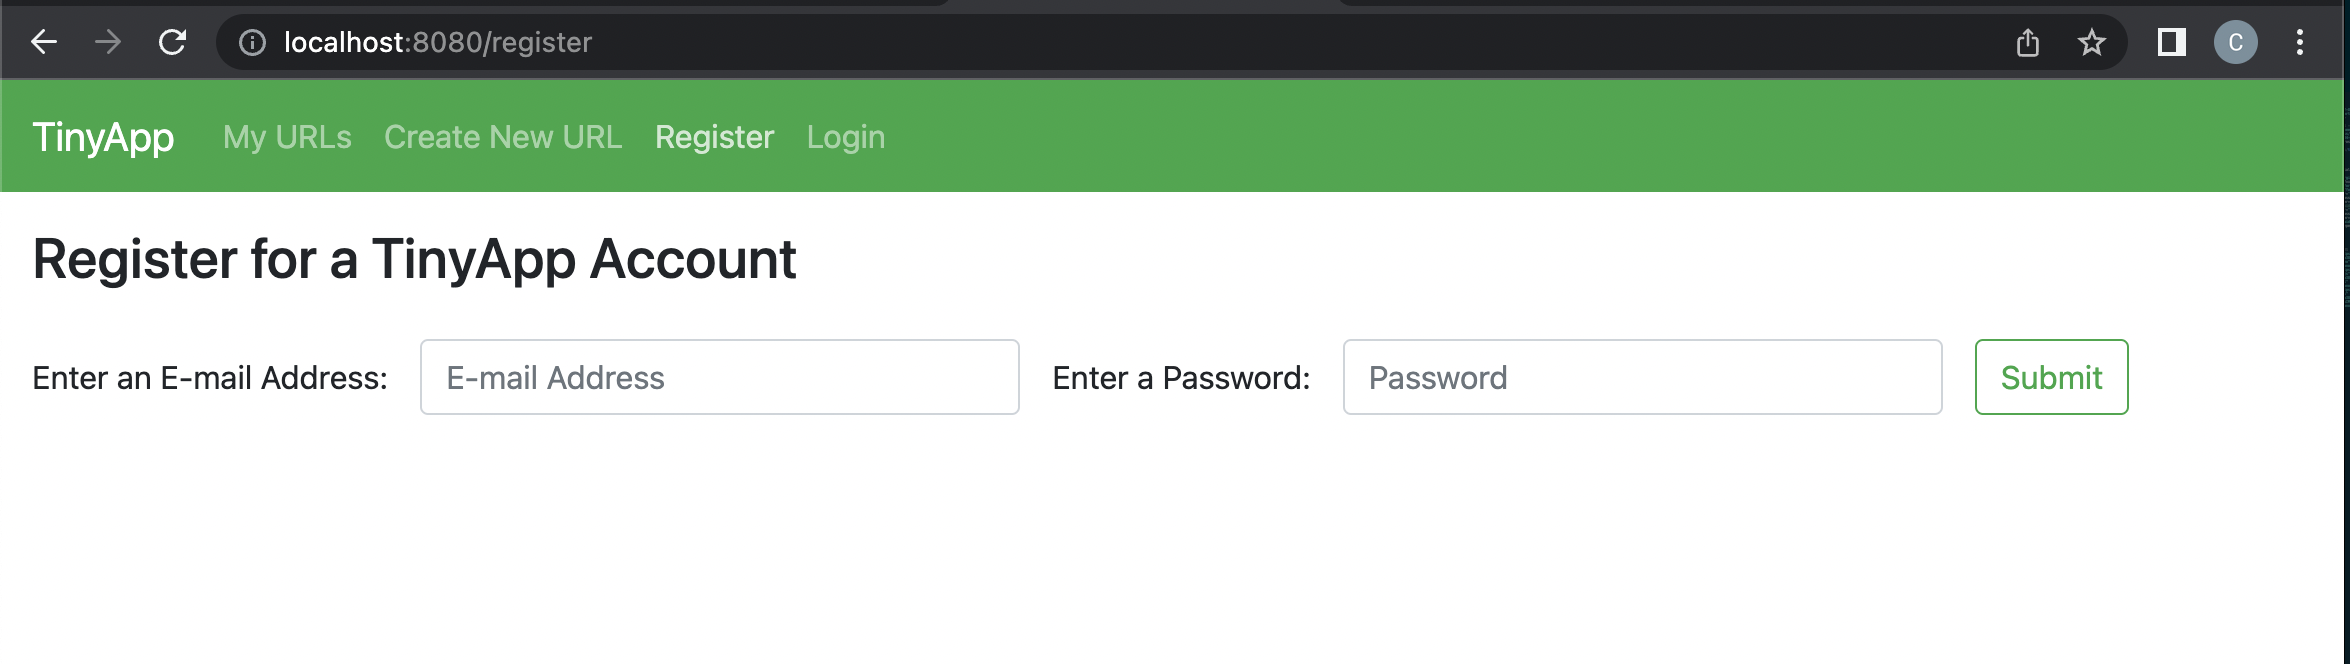 localhost:8080/register
C
TinyApp My URLs Create New URL Register Login
Register for a TinyApp Account
Enter an E-mail Address: E-mail Address Enter a Password: Password Submit